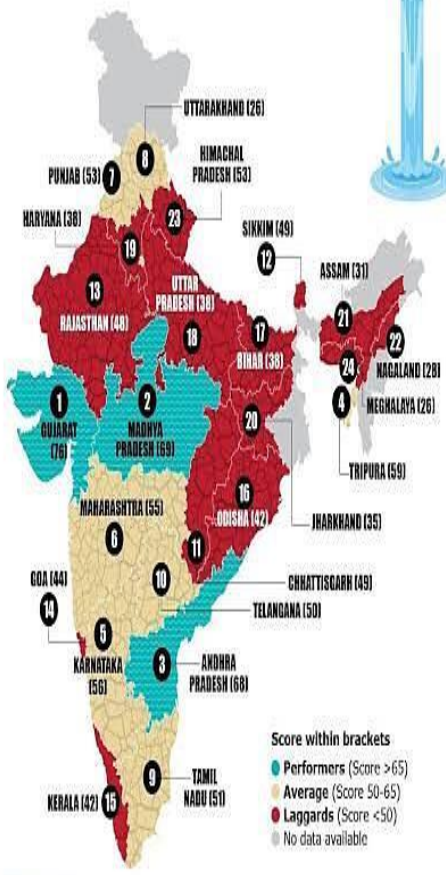 UTTARAKHAND (26)
8
HIMACHAL
PRADESH (53)
PUNJAB (53)
7
23
HARYANA (38)
19
SIKKIM (49)
12
ASSAM (31)
13
RAJASTHAN (48)
UTTAR
PRADESH (38)
18
17
BIHAR (38)
21
22
NAGALAND (28)
24
MEGHALAYA (26)
4
TRIPURA (59)
1
GUJARAT
(76)
2
MADHYA
PRADESH (69)
20
JHARKHAND (35)
16
ODISHA (42)
MAHARASHTRA (55)
6
11
CHHATTISGARH (49)
10
TELANGANA (50)
GOA (44)
14
5
KARNATAKA
(56)
3
ANDHRA
PRADESH (68)
KERALA (42)
15
9
TAMIL
NADU (51)
Score within brackets
Performers (Score >65)
Average (Score 50-65)
Laggards (Score <50)
No data available